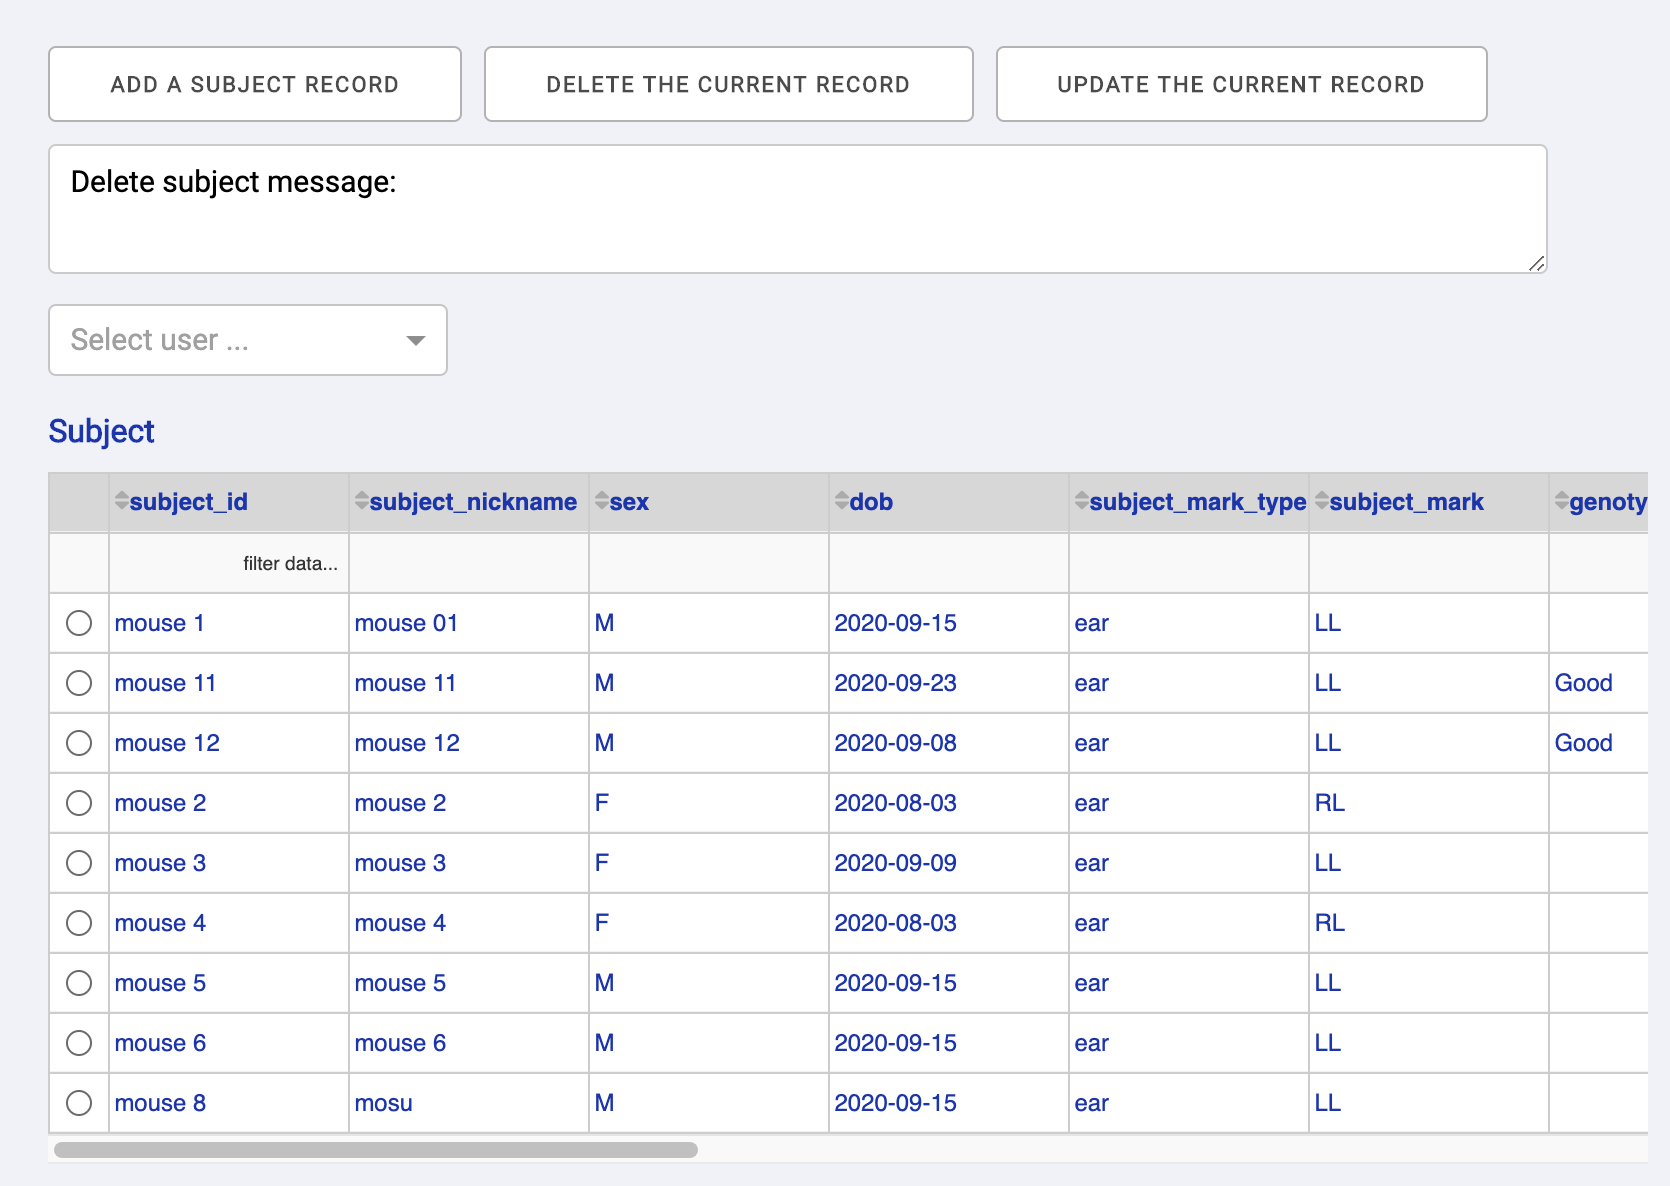 ADD A SUBJECT RECORD DELETE THE CURRENT RECORD UPDATE THE CURRENT RECORD
Delete subject message:
Select user ...
Subject
subject_id subject_nickname sex dob subject_mark_type subject_mark genoty
filter data...
mouse 1 mouse 01 M 2020-09-15 ear LL
mouse 11 mouse 11 M 2020-09-23 ear LL Good
mouse 12 mouse 12 M 2020-09-08 ear LL Good
mouse 2 mouse 2 F 2020-08-03 ear RL
mouse 3 mouse 3 F 2020-09-09 ear LL
mouse 4 mouse 4 F 2020-08-03 ear RL
mouse 5 mouse 5 M 2020-09-15 ear LL
mouse 6 mouse 6 M 2020-09-15 ear LL
mouse 8 mosu M 2020-09-15 ear LL